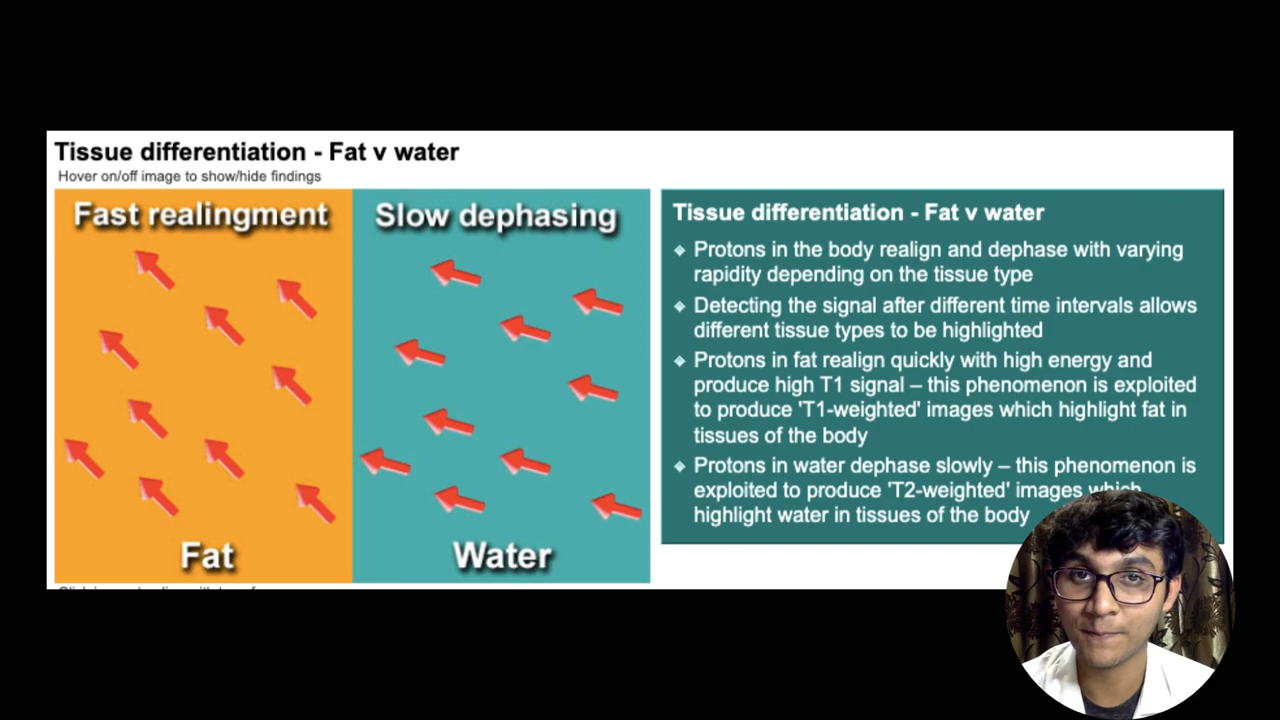 Tissue differentiation - Fat v water
Hover on/off image to show/hide findings
Fast realingment
Slow dephasing
Fat
Water
Tissue differentiation - Fat v water
❖ Protons in the body realign and dephase with varying
rapidity depending on the tissue type
❖ Detecting the signal after different time intervals allows
different tissue types to be highlighted
❖ Protons in fat realign quickly with high energy and
produce high T1 signal – this phenomenon is exploited
to produce 'T1-weighted' images which highlight fat in
tissues of the body
❖ Protons in water dephase slowly – this phenomenon is
exploited to produce 'T2-weighted' images which
highlight water in tissues of the body